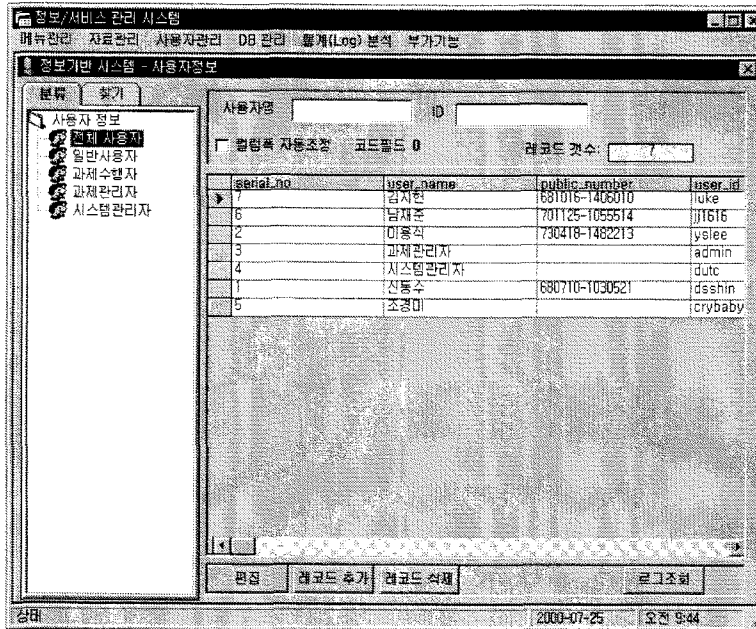 정보/서비스 관리 시스템
메뉴관리 자료관리 사용자관리 DB 관리 통계(Log) 분석 부가기능
정보기반 시스템 - 사용자정보
분류 찾기
사용자 정보
전체 사용자
일반사용자
과제수행자
과제관리자
시스템관리자
사용자명 ID
컬럼폭 자동조정 코드필드 0 레코드 갯수: 7
serial_no user_name public_number user_id
7 김지헌 681016-1406010 luke
6 남재준 701125-1055514 jj1616
2 이용식 730418-1482213 yslee
3 과제관리자 admin
4 시스템관리자 dutc
1 신동수 680710-1030521 dsshin
5 조경미 crybaby
편집 레코드 추가 레코드 삭제 로그조회
상태 2000-07-25 오전 9:44